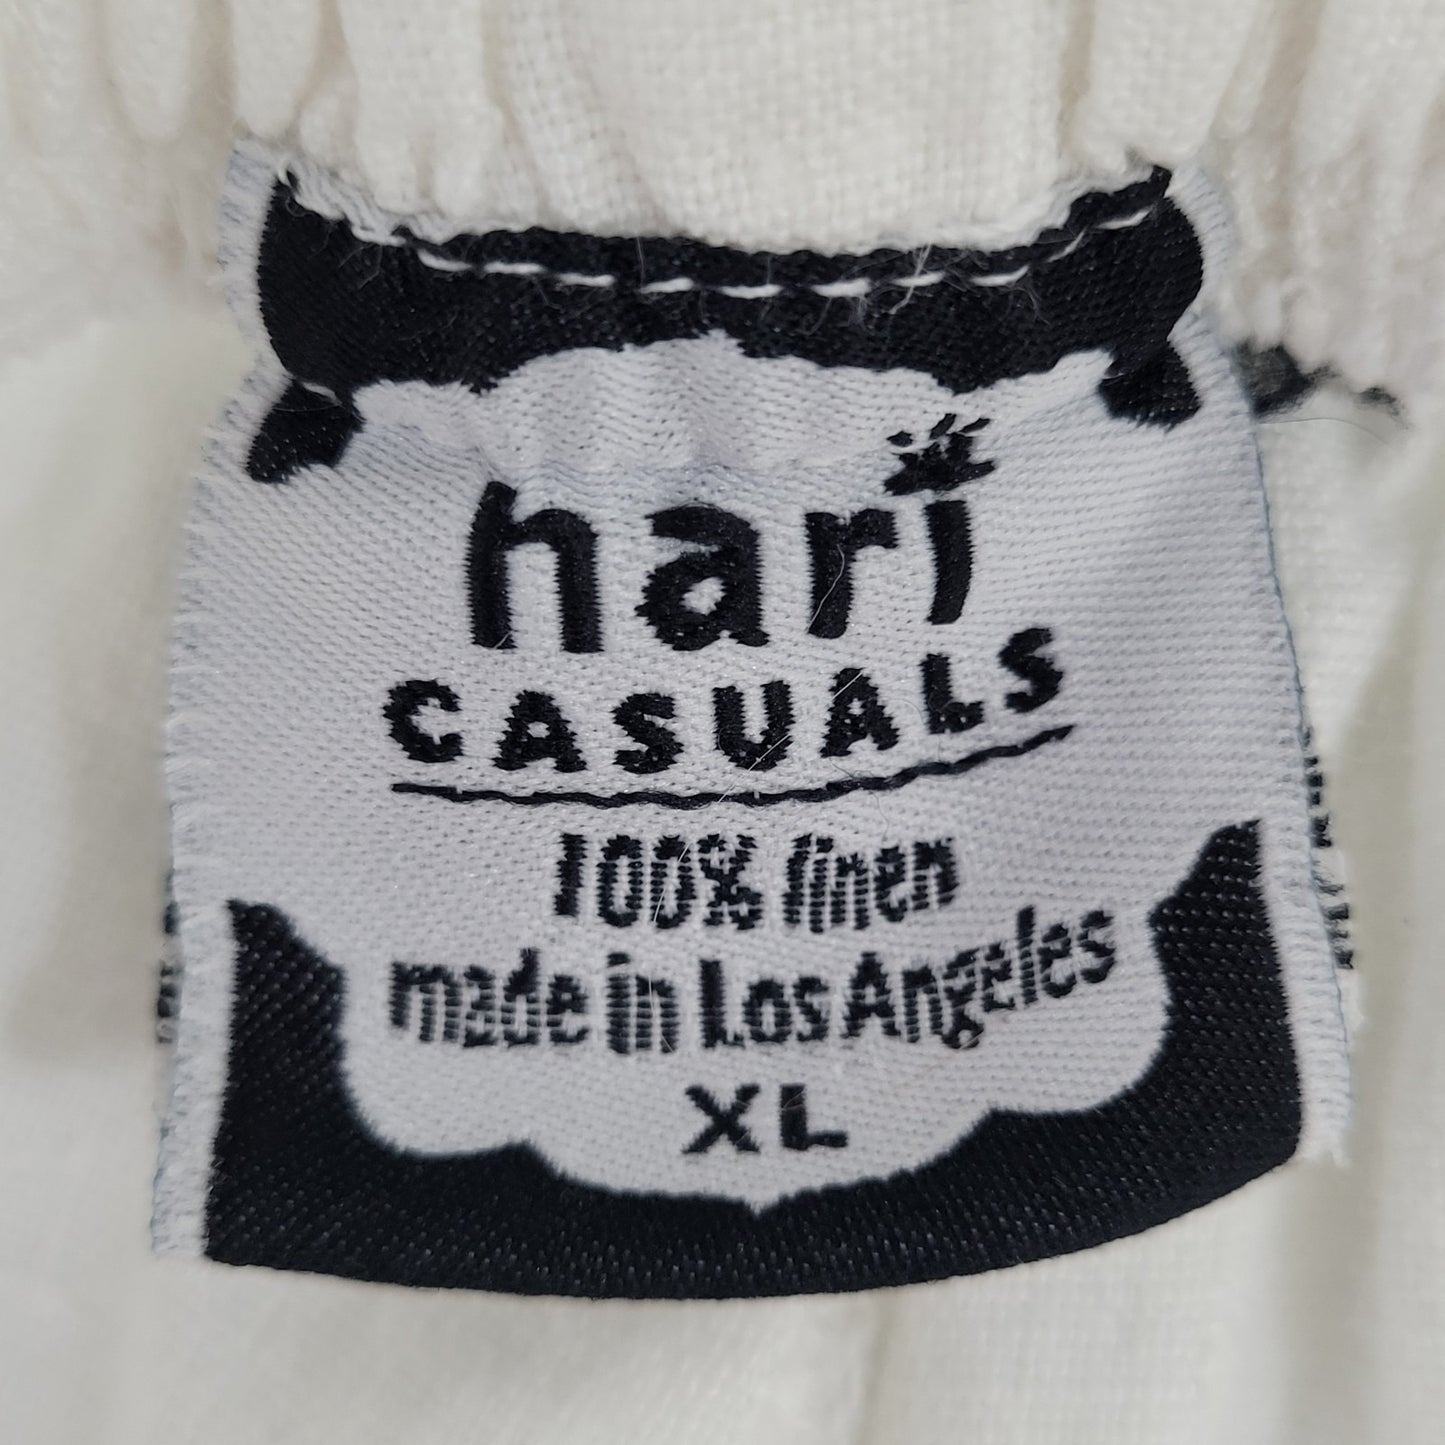 hari
CASUALS
100% linen
made in Los Angeles
XL